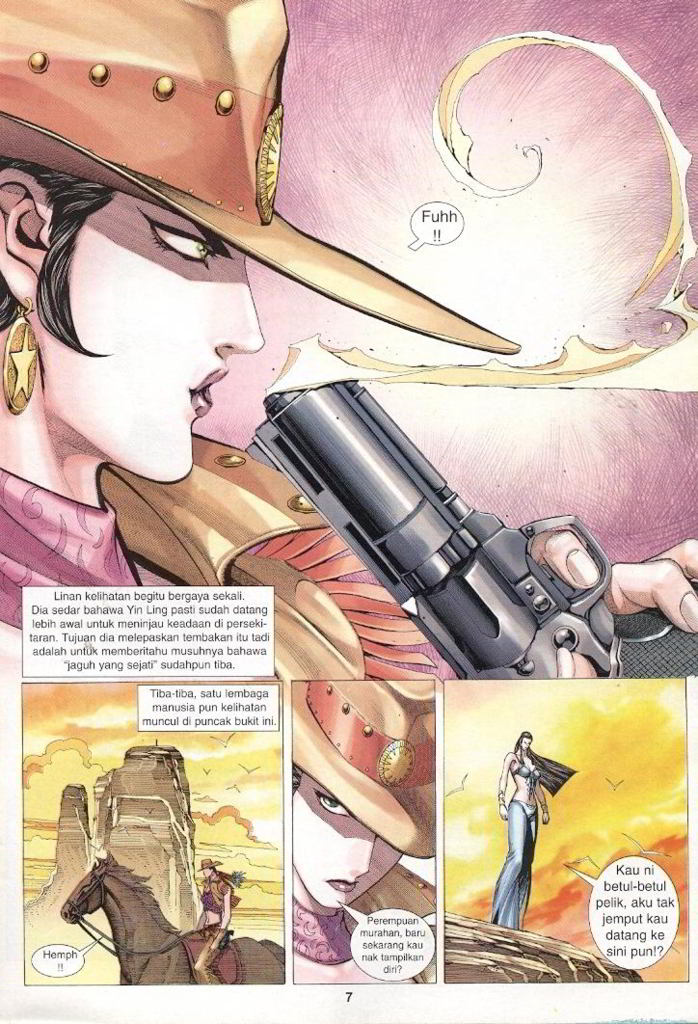 Fuhh
!!
Linan kelihatan begitu bergaya sekali.
Dia sedar bahawa Yin Ling pasti sudah datang
lebih awal untuk meninjau keadaan di perseki-
taran. Tujuan dia melepaskan tembakan itu tadi
adalah untuk memberitahu musuhnya bahawa
"jaguh yang sejati" sudahpun tiba.
Tiba-tiba, satu lembaga
manusia pun kelihatan
muncul di puncak bukit ini.
Hemph
!!
Perempuan
murahan, baru
sekarang kau
nak tampilkan
diri?
Kau ni
betul-betul
pelik, aku tak
jemput kau
datang ke
sini pun!?
7